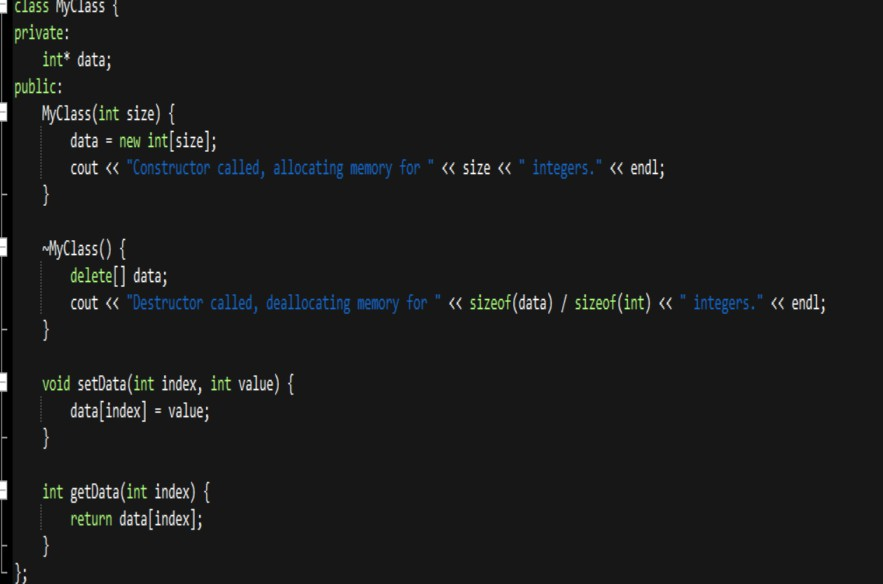 class MyClass {
private:
    int* data;
public:
    MyClass(int size) {
        data = new int[size];
        cout << "Constructor called, allocating memory for " << size << " integers." << endl;
    }

    ~MyClass() {
        delete[] data;
        cout << "Destructor called, deallocating memory for " << sizeof(data) / sizeof(int) << " integers." << endl;
    }

    void setData(int index, int value) {
        data[index] = value;
    }

    int getData(int index) {
        return data[index];
    }
};